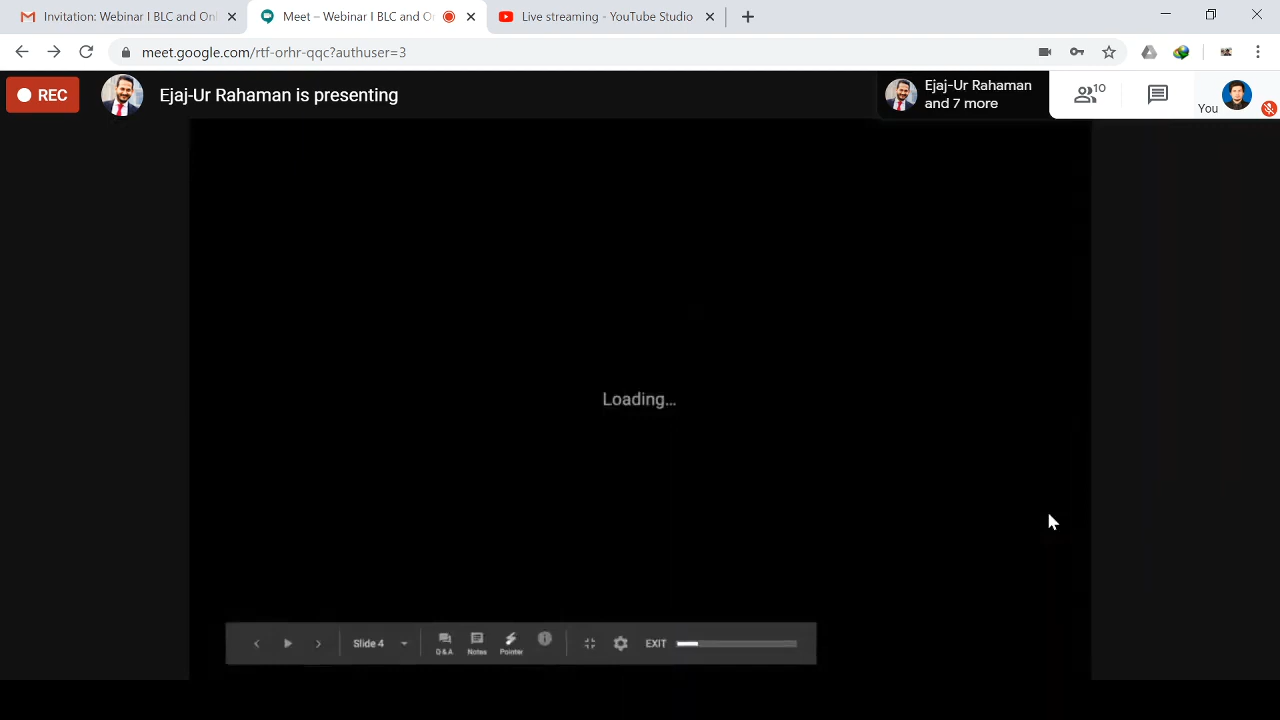 Invitation: Webinar I BLC and Onl
Meet – Webinar I BLC and O
Live streaming - YouTube Studio
meet.google.com/rtf-orhr-qqc?authuser=3
REC
Ejaj-Ur Rahaman is presenting
Ejaj-Ur Rahaman
and 7 more
10
You
Loading...
Slide 4
Q&A
Notes
Pointer
EXIT